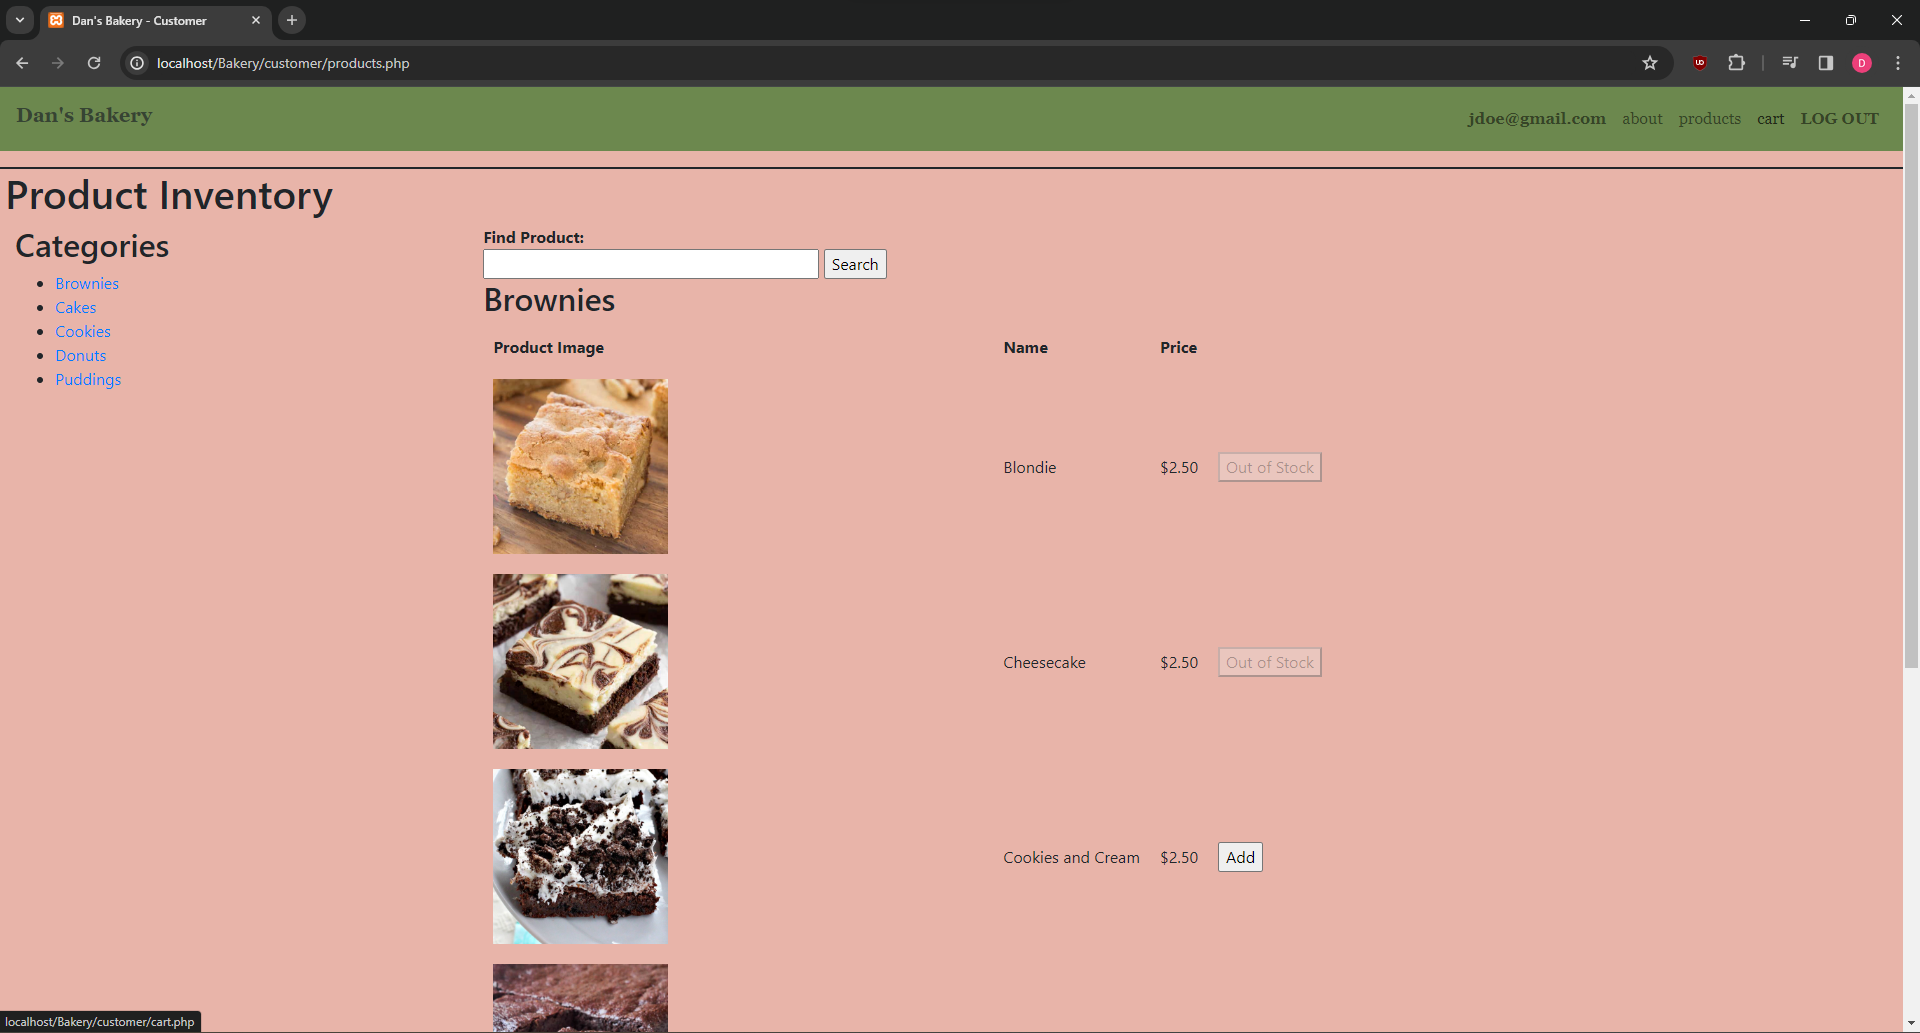 Dan's Bakery - Customer
localhost/Bakery/customer/products.php
D
Dan's Bakery
jdoe@gmail.com about products cart LOG OUT
Product Inventory
Categories
Brownies
Cakes
Cookies
Donuts
Puddings
Find Product:
Search
Brownies
Product Image Name Price
Blondie $2.50 Out of Stock
Cheesecake $2.50 Out of Stock
Cookies and Cream $2.50 Add
localhost/Bakery/customer/cart.php